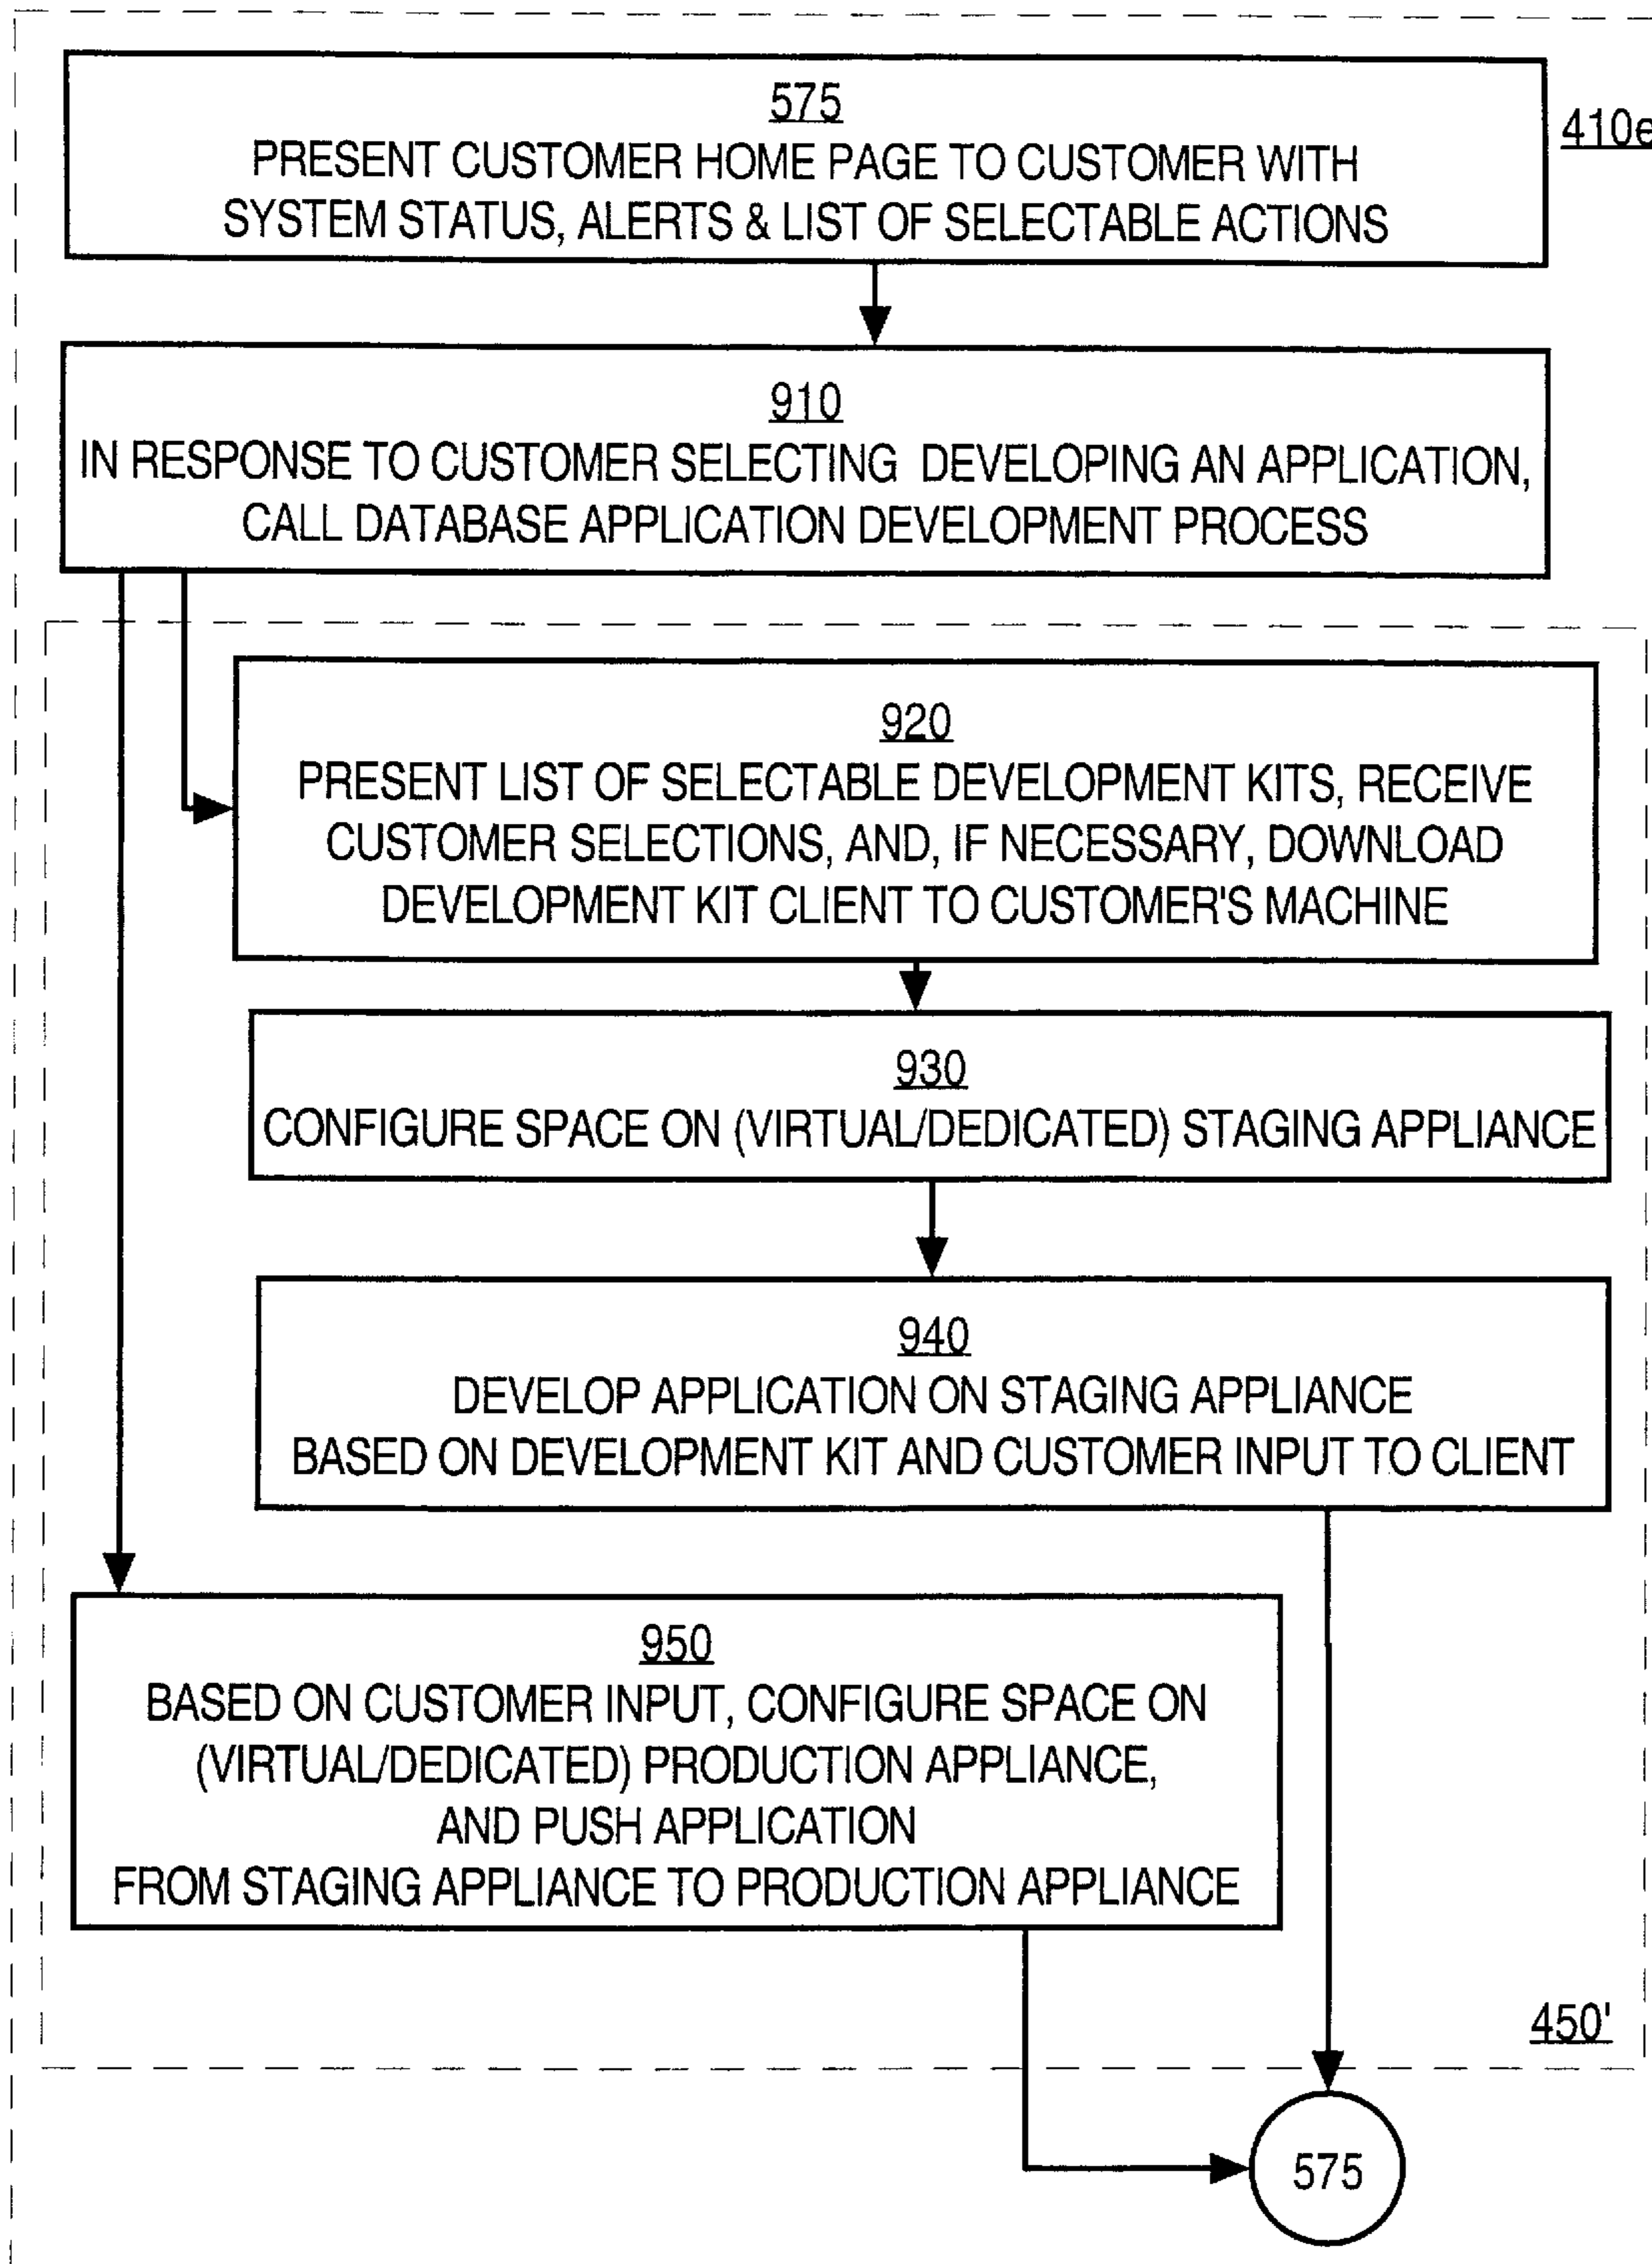 575
PRESENT CUSTOMER HOME PAGE TO CUSTOMER WITH
SYSTEM STATUS, ALERTS & LIST OF SELECTABLE ACTIONS
410e
910
IN RESPONSE TO CUSTOMER SELECTING DEVELOPING AN APPLICATION,
CALL DATABASE APPLICATION DEVELOPMENT PROCESS
920
PRESENT LIST OF SELECTABLE DEVELOPMENT KITS, RECEIVE
CUSTOMER SELECTIONS, AND, IF NECESSARY, DOWNLOAD
DEVELOPMENT KIT CLIENT TO CUSTOMER'S MACHINE
930
CONFIGURE SPACE ON (VIRTUAL/DEDICATED) STAGING APPLIANCE
940
DEVELOP APPLICATION ON STAGING APPLIANCE
BASED ON DEVELOPMENT KIT AND CUSTOMER INPUT TO CLIENT
950
BASED ON CUSTOMER INPUT, CONFIGURE SPACE ON
(VIRTUAL/DEDICATED) PRODUCTION APPLIANCE,
AND PUSH APPLICATION
FROM STAGING APPLIANCE TO PRODUCTION APPLIANCE
450'
575